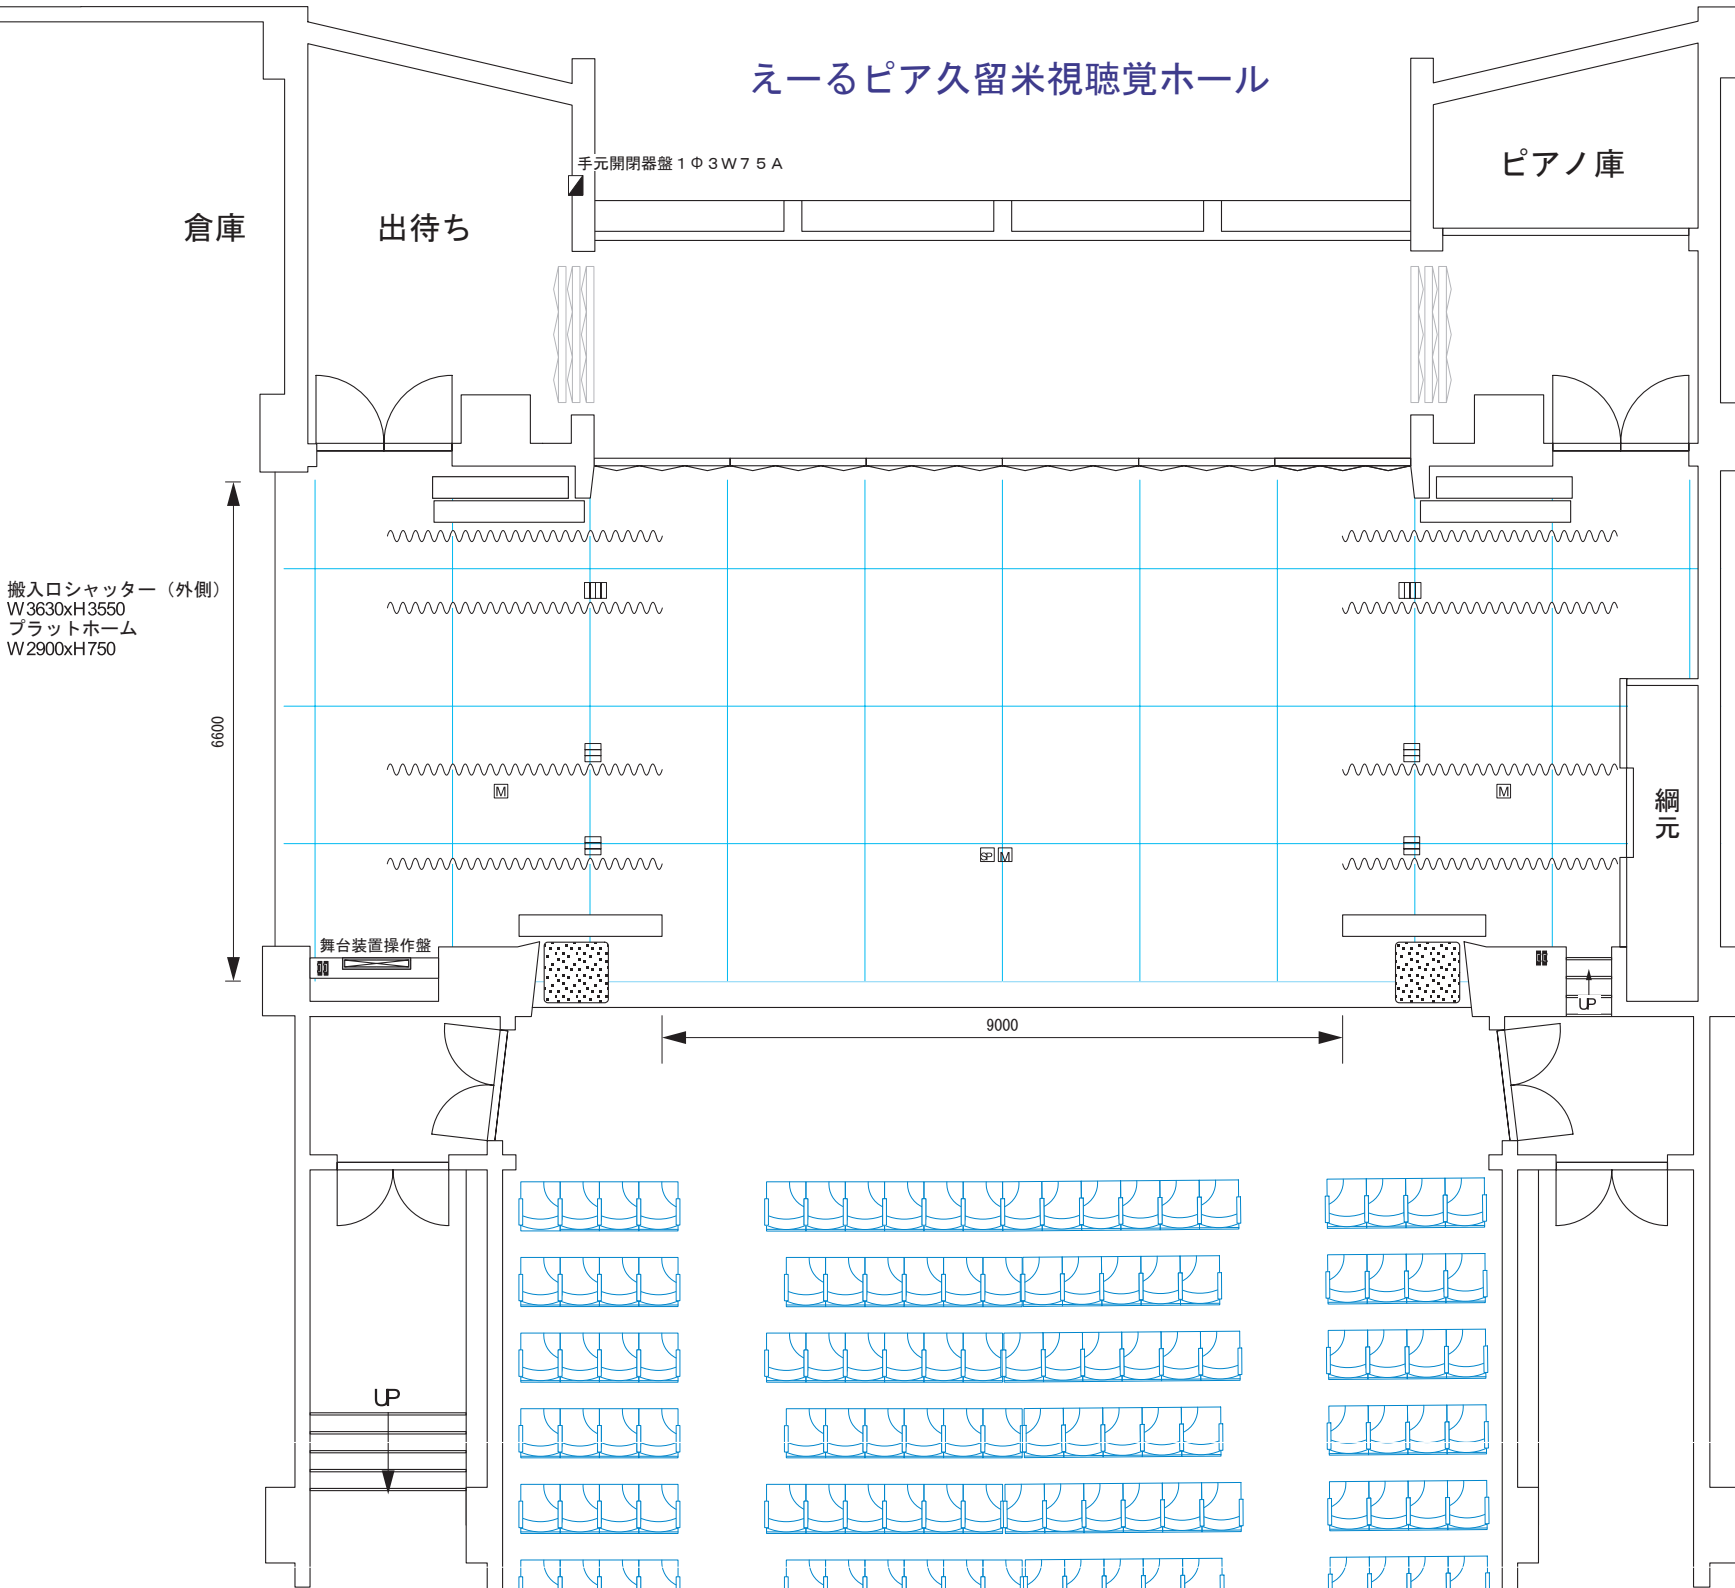 えーるピア久留米視聴覚ホール
手元開閉器盤1Φ3W75A
ピアノ庫
倉庫
出待ち
搬入口シャッター（外側）
W3630xH3550
プラットホーム
W2900xH750
6600
M
M
綱元
SP M
舞台装置操作盤
UP
9000
UP